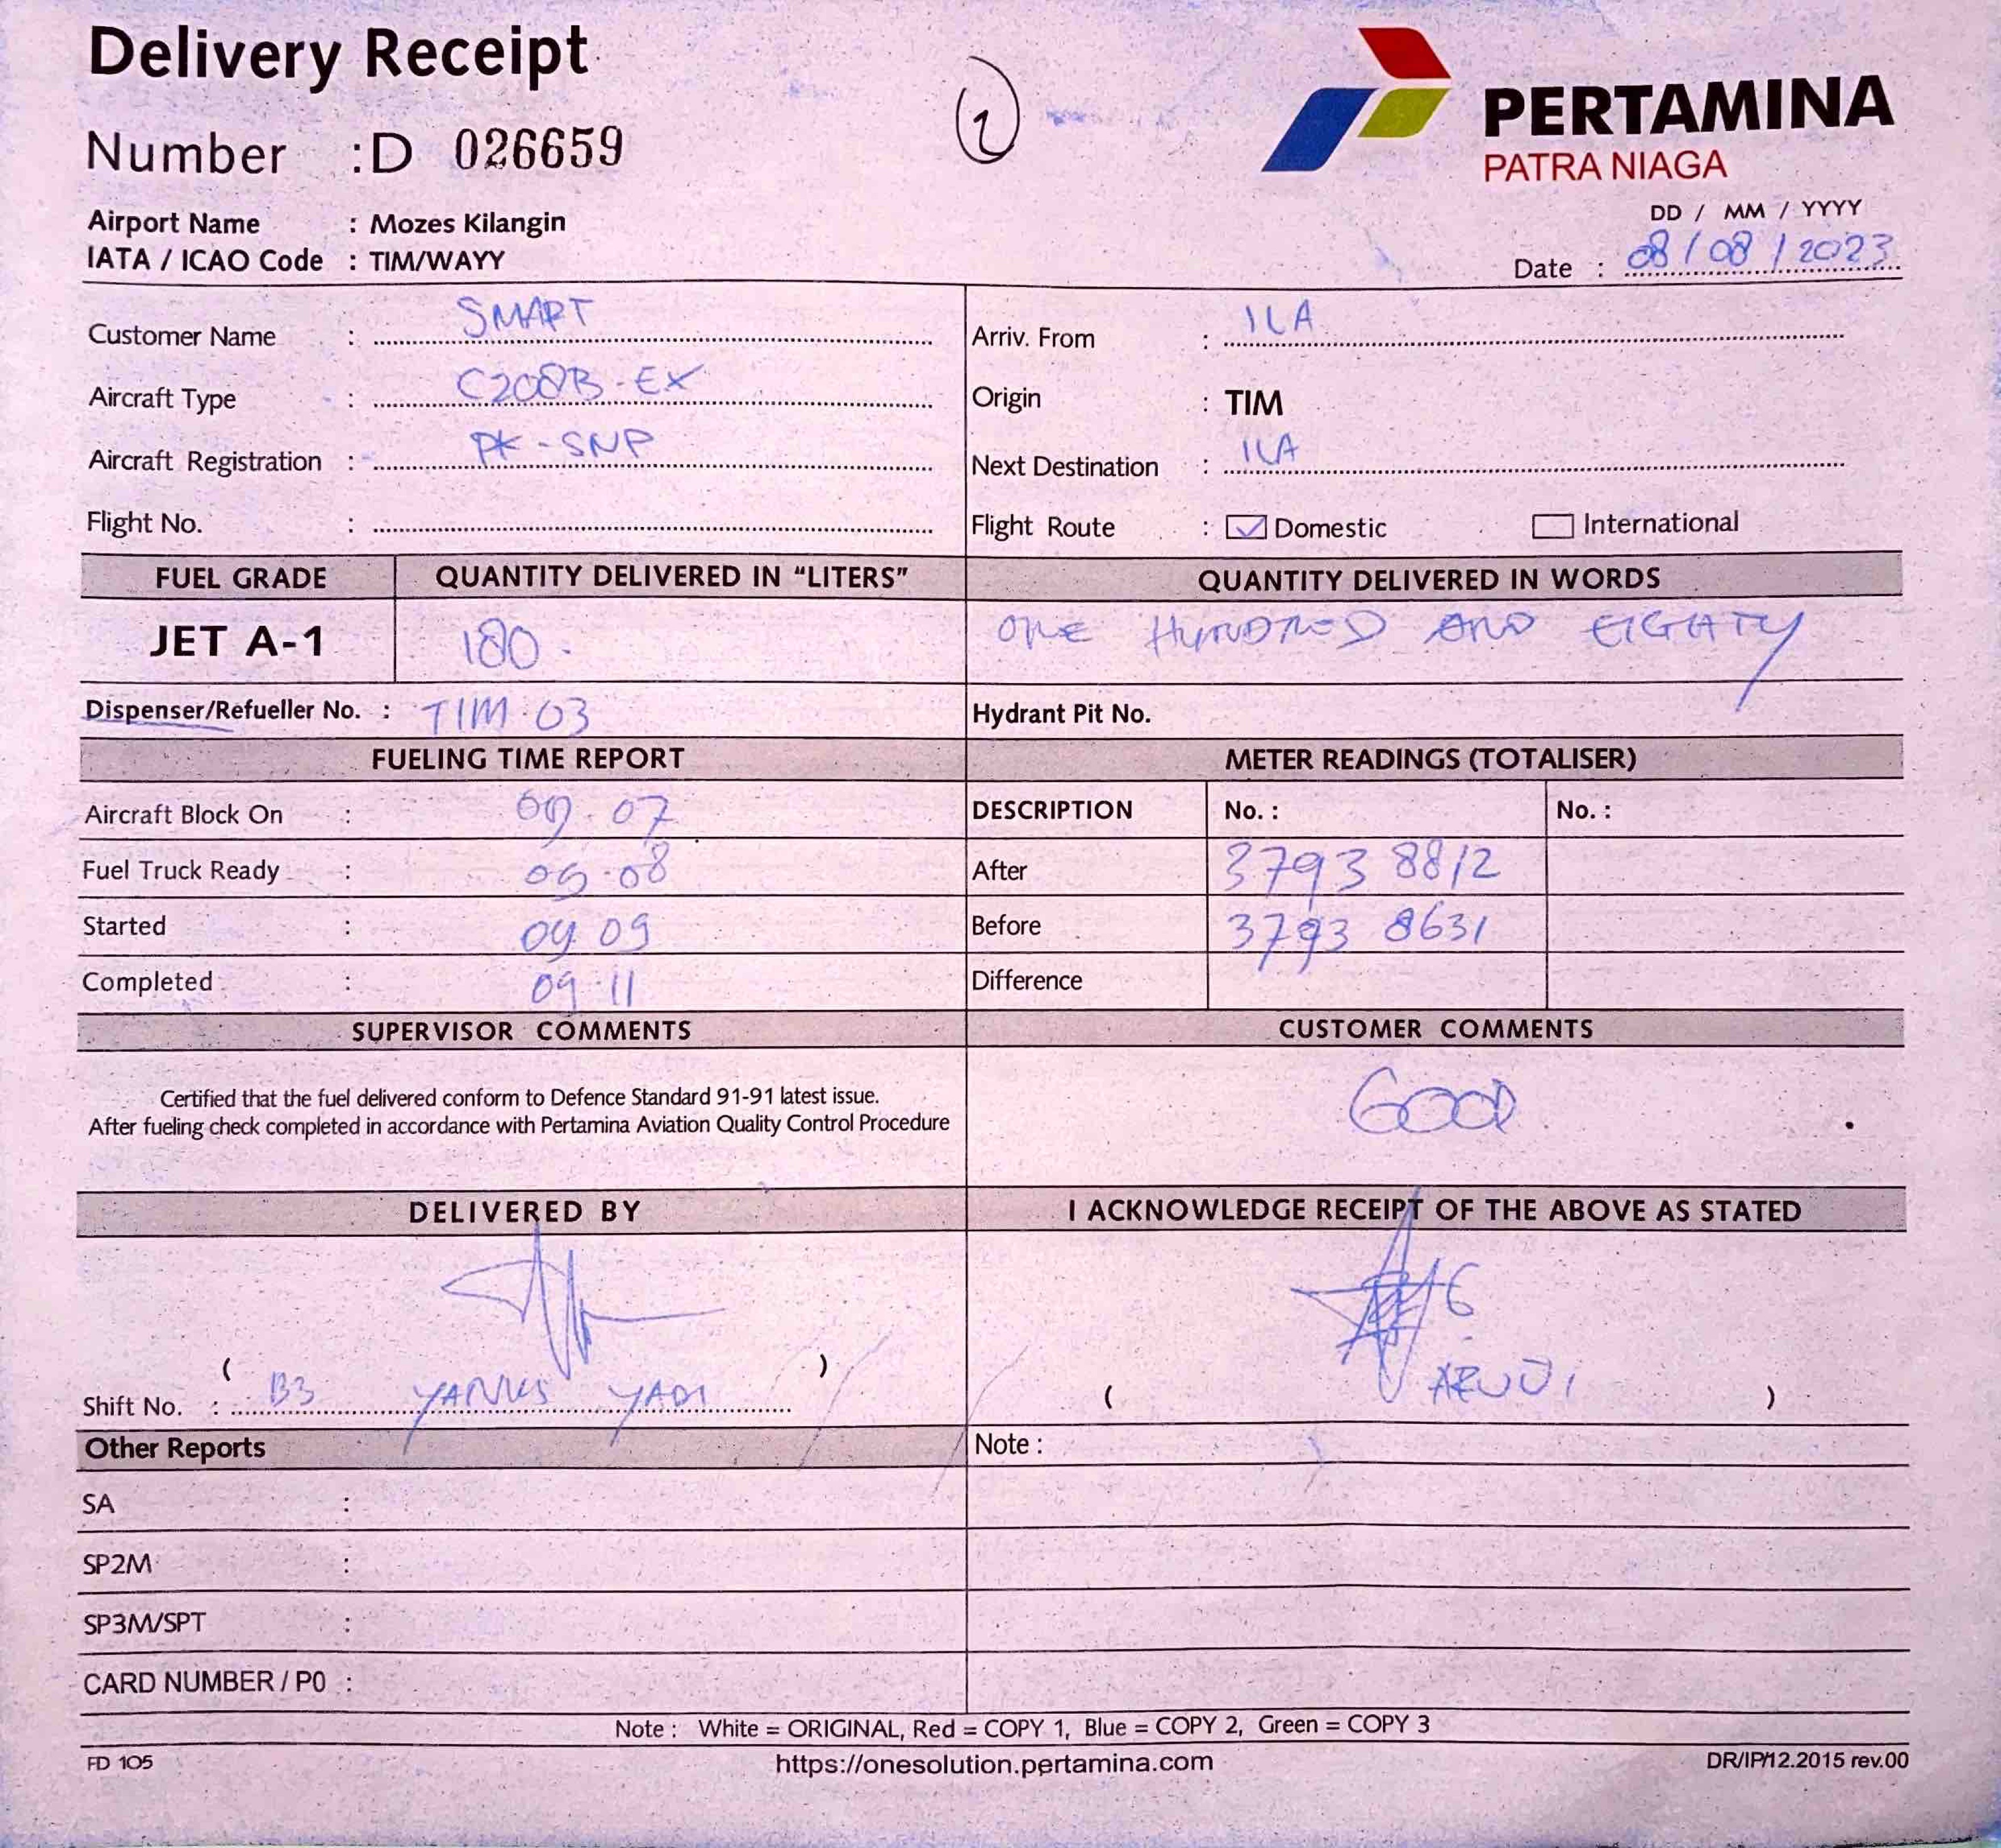 Delivery Receipt
Number : D 026659
Airport Name : Mozes Kilangin
IATA / ICAO Code : TIM/WAYY
1
PERTAMINA
PATRA NIAGA
DD / MM / YYYY
Date : 08 / 08 / 2023
Customer Name : SMART
Aircraft Type : C208B-EX
Aircraft Registration : PK-SNP
Flight No. :
Arriv. From : ILA
Origin : TIM
Next Destination : ILA
Flight Route : Domestic International
FUEL GRADE QUANTITY DELIVERED IN "LITERS" QUANTITY DELIVERED IN WORDS
JET A-1 180 ONE HUNDRED AND EIGHTY
Dispenser/Refueller No. : TIM 03 Hydrant Pit No.
FUELING TIME REPORT METER READINGS (TOTALISER)
Aircraft Block On : 09.07 DESCRIPTION No. : No. :
Fuel Truck Ready : 09.08 After 3793 8812
Started : 09 09 Before 3793 8631
Completed : 09.11 Difference
SUPERVISOR COMMENTS CUSTOMER COMMENTS
Certified that the fuel delivered conform to Defence Standard 91-91 latest issue.
After fueling check completed in accordance with Pertamina Aviation Quality Control Procedure
GOOD
DELIVERED BY I ACKNOWLEDGE RECEIPT OF THE ABOVE AS STATED
( )
Shift No. : B3 YANNES YADI
( )
Other Reports Note :
SA :
SP2M :
SP3M/SPT :
CARD NUMBER / PO :
Note : White = ORIGINAL, Red = COPY 1, Blue = COPY 2, Green = COPY 3
FD 105 https://onesolution.pertamina.com DR/IP/12.2015 rev.00